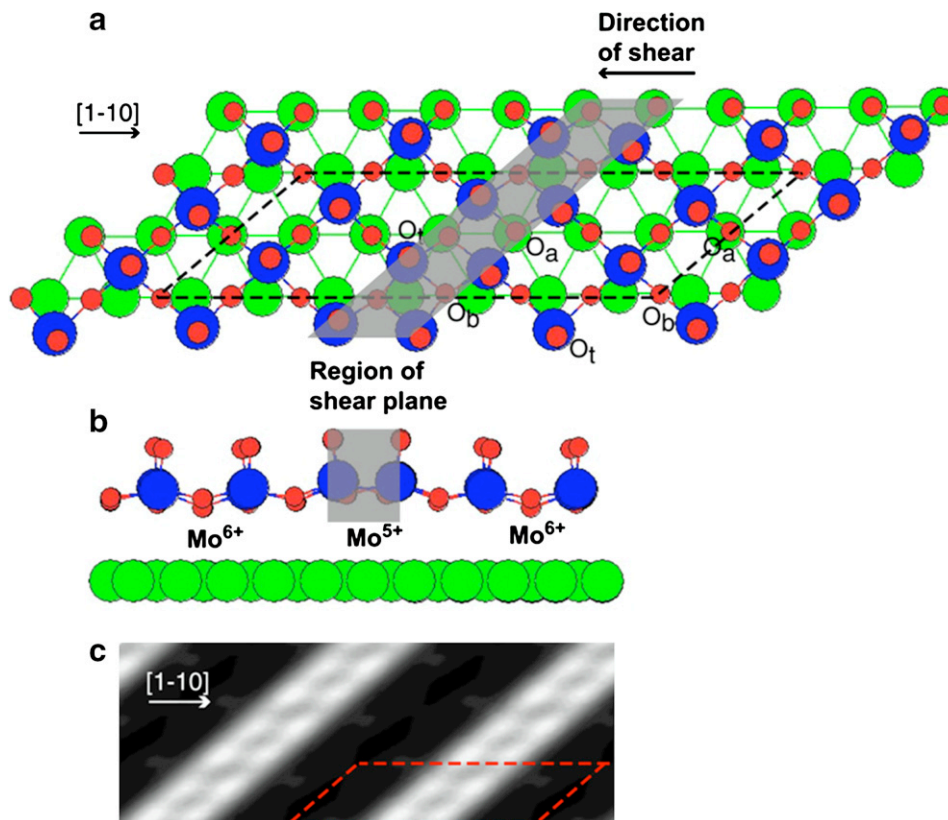 a
Direction
of shear
[1-10]
Ot
Oa
Oa
Ob
Ob
Ot
Region of
shear plane
b
Mo6+
Mo5+
Mo6+
c
[1-10]